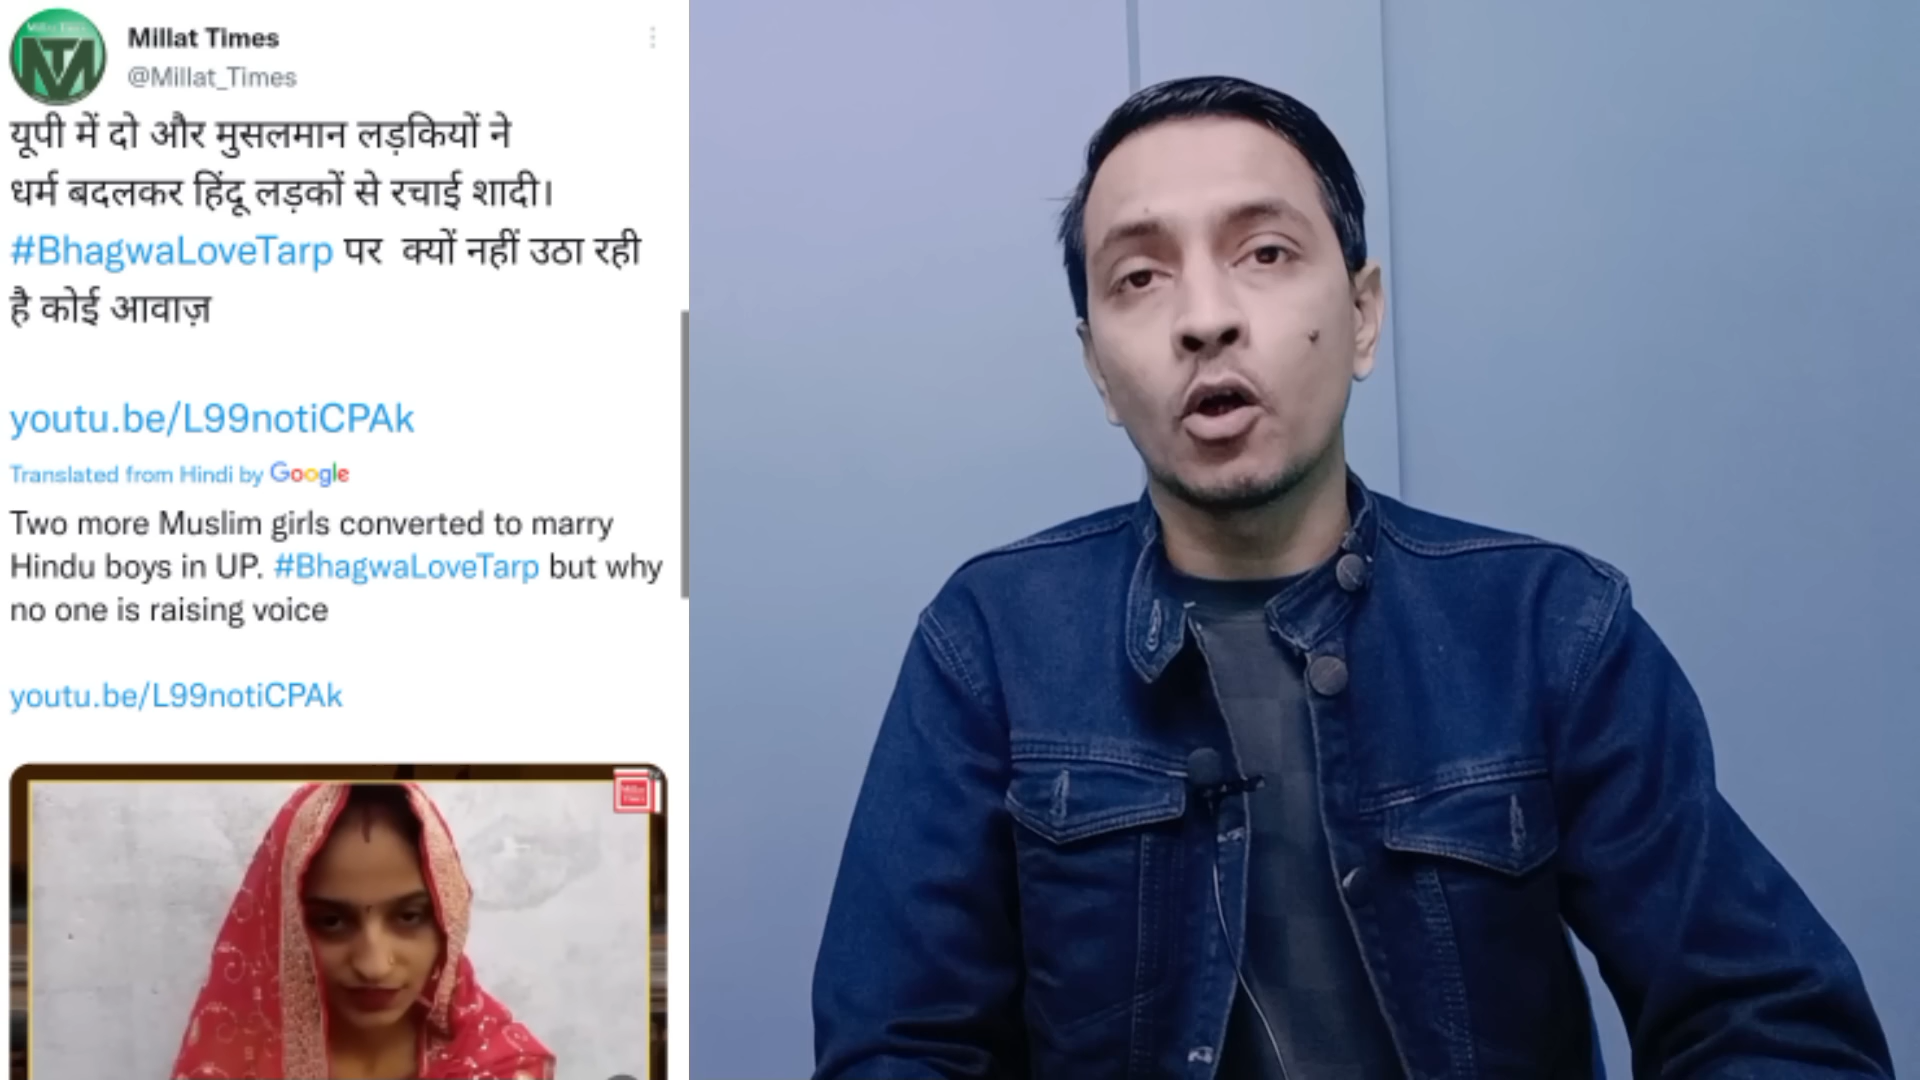 Millat Times
@Millat_Times
यूपी में दो और मुसलमान लड़कियों ने
धर्म बदलकर हिंदू लड़कों से रचाई शादी।
#BhagwaLoveTarp पर क्यों नहीं उठा रही
है कोई आवाज़
youtu.be/L99notiCPAk
Translated from Hindi by Google
Two more Muslim girls converted to marry
Hindu boys in UP. #BhagwaLoveTarp but why
no one is raising voice
youtu.be/L99notiCPAk